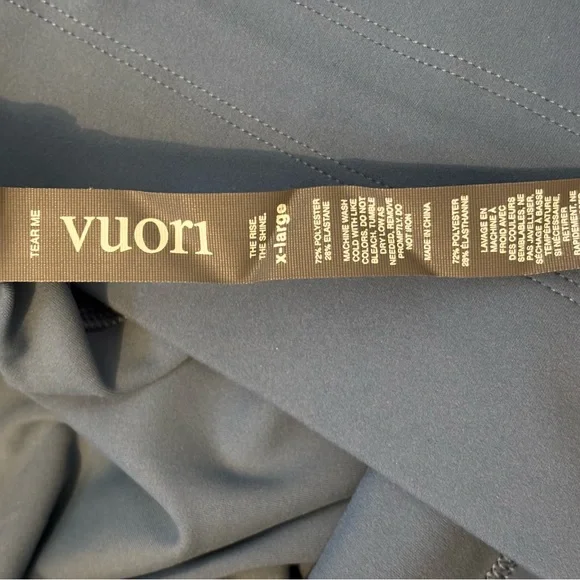 TEAR ME
vuori
THE RISE.
THE SHINE.
x-large
72% POLYESTER
28% ELASTANE
MACHINE WASH
COLD WITH LIKE
COLORS, DO NOT
BLEACH, TUMBLE
DRY LOW AS
NEEDED, REMOVE
PROMPTLY, DO
NOT IRON
MADE IN CHINA
72% POLYESTER
28% ÉLASTHANNE
LAVAGE EN
MACHINE À
FROID AVEC
DES COULEURS
SEMBLABLES, NE
PAS JAVELLISER,
SÉCHAGE À BASSE
TEMPÉRATURE
SI NÉCESSAIRE,
RETIRER
RAPIDEMENT, NE